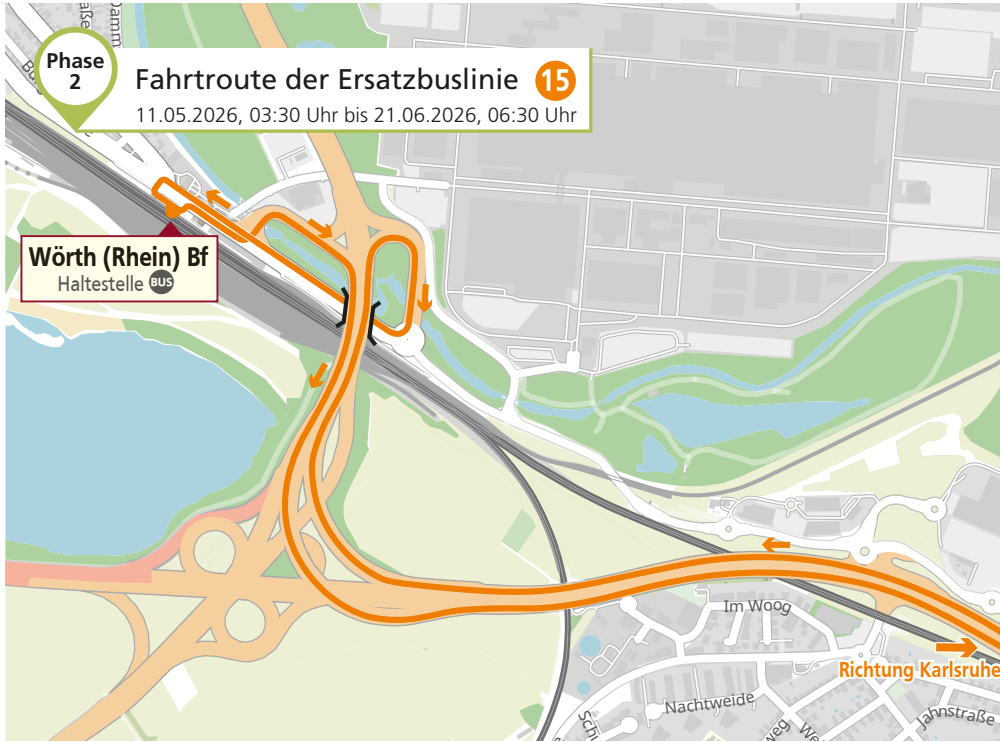 Phase
2
Fahrtroute der Ersatzbuslinie 15
11.05.2026, 03:30 Uhr bis 21.06.2026, 06:30 Uhr
Wörth (Rhein) Bf
Haltestelle BUS
Im Woog
Richtung Karlsruhe
Nachtweide
Jahnstraße